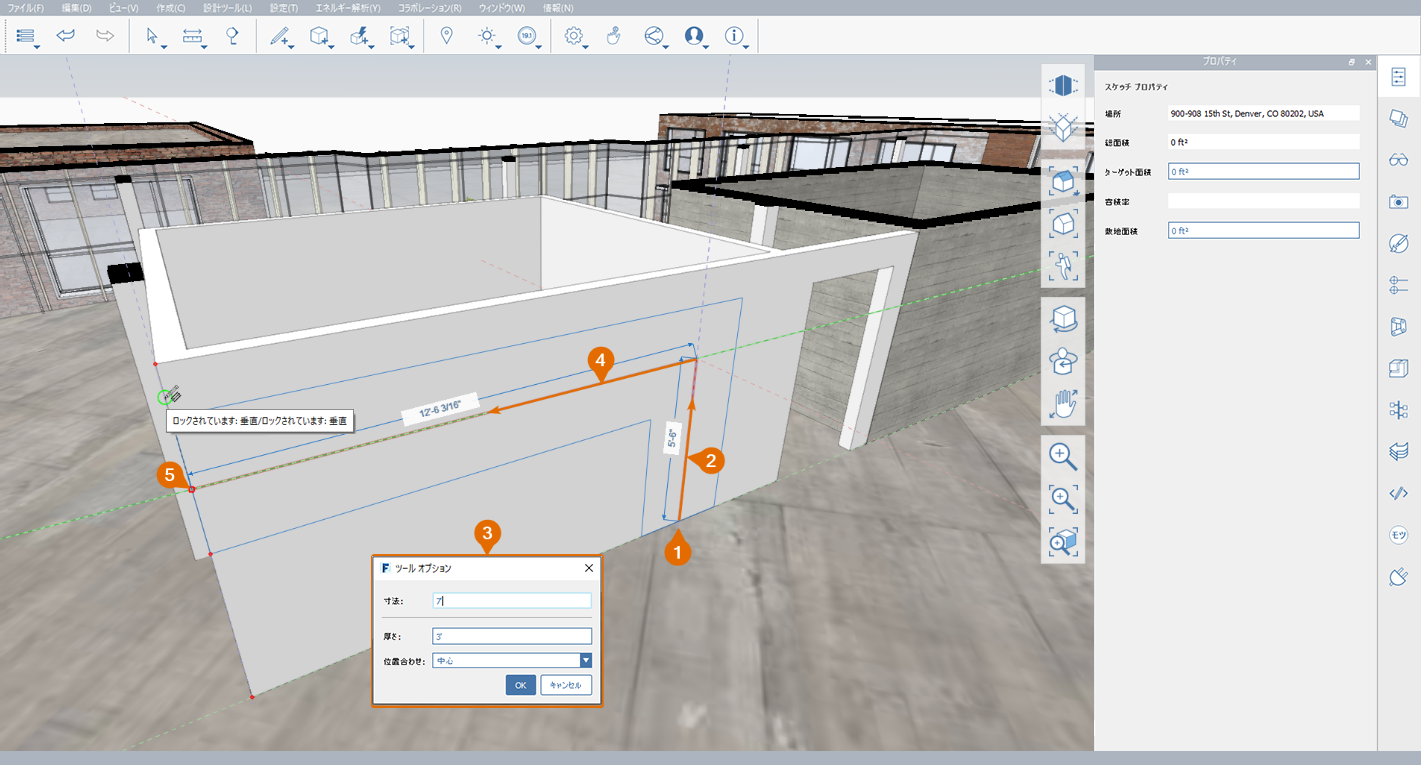 ファイル(F) 編集(D) ビュー(V) 作成(C) 設計ツール(L) 設定(T) エネルギー解析(Y) コラボレーション(R) ウィンドウ(W) 情報(N)
19.1
プロパティ
スケッチ プロパティ
場所 900-908 15th St, Denver, CO 80202, USA
総面積 0 ft²
ターゲット面積 0 ft²
容積率
敷地面積 0 ft²
4
12'-6 3/16"
ロックされています: 垂直/ロックされています: 垂直
5'-6"
2
5
3
1
F ツール オプション
寸法: 7'
厚さ: 3'
位置合わせ: 中心
OK キャンセル
モツ